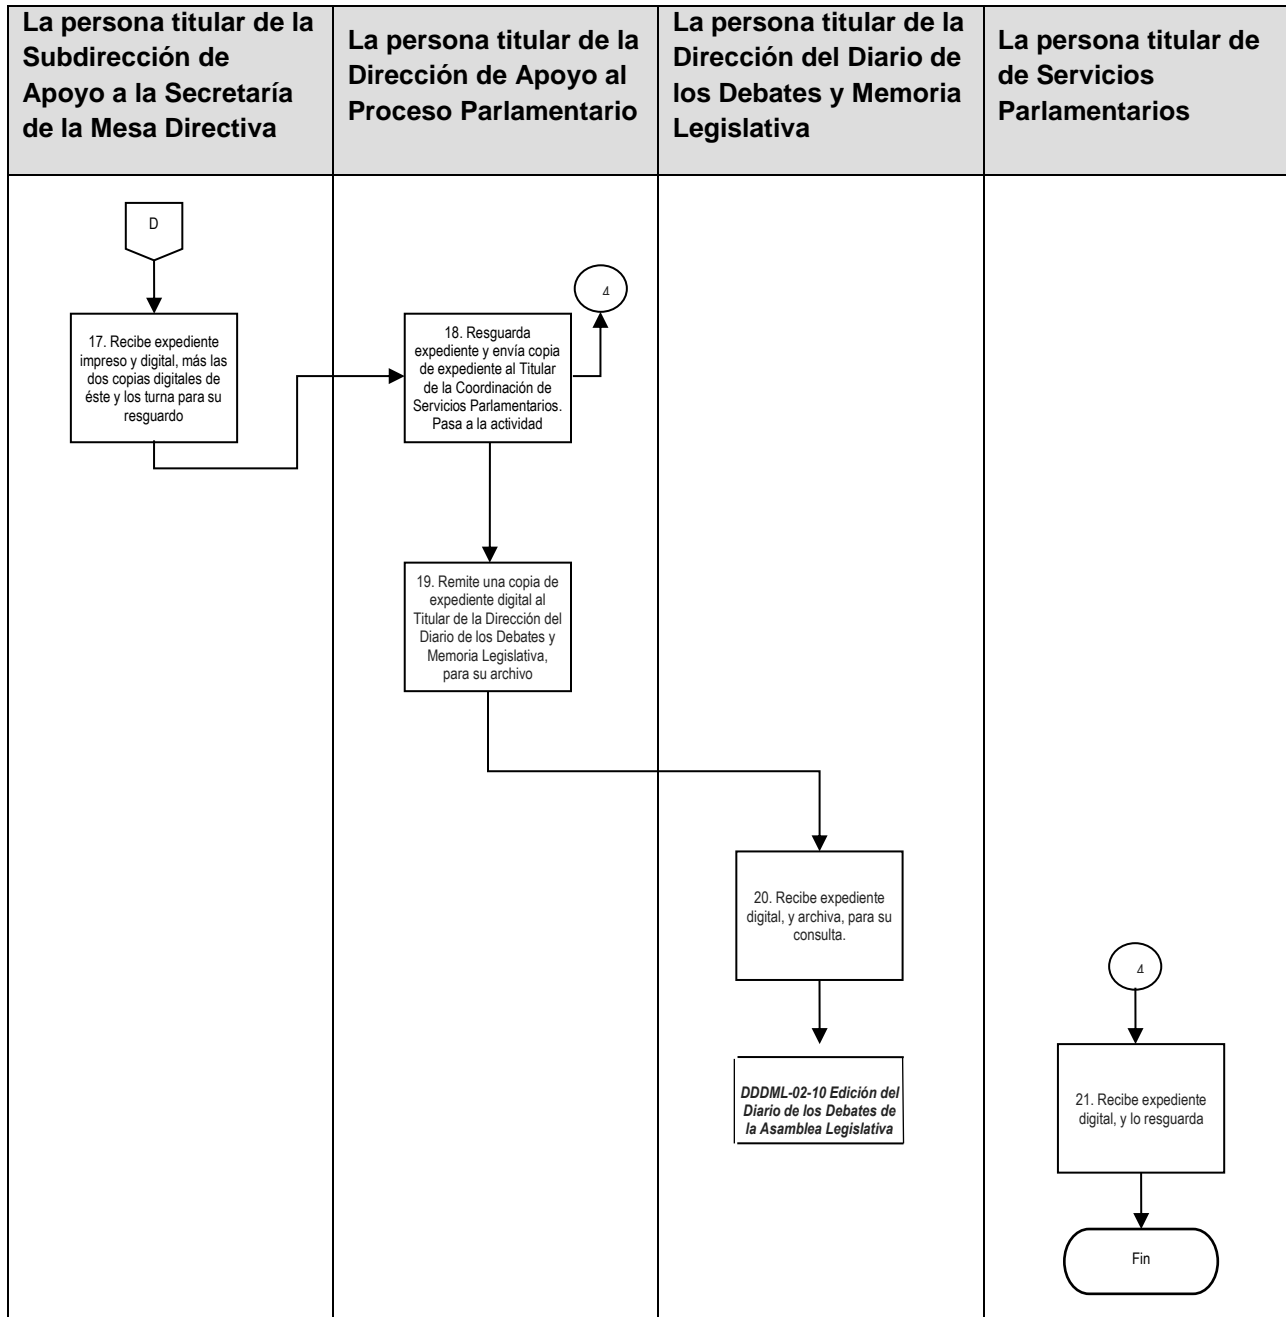 La persona titular de la
Subdirección de
Apoyo a la Secretaría
de la Mesa Directiva
La persona titular de la
Dirección de Apoyo al
Proceso Parlamentario
La persona titular de la
Dirección del Diario de
los Debates y Memoria
Legislativa
La persona titular de
de Servicios
Parlamentarios
D
17. Recibe expediente
impreso y digital, más las
dos copias digitales de
éste y los turna para su
resguardo
4
18. Resguarda
expediente y envía copia
de expediente al Titular
de la Coordinación de
Servicios Parlamentarios.
Pasa a la actividad
19. Remite una copia de
expediente digital al
Titular de la Dirección del
Diario de los Debates y
Memoria Legislativa,
para su archivo
20. Recibe expediente
digital, y archiva, para su
consulta.
DDDML-02-10 Edición del
Diario de los Debates de
la Asamblea Legislativa
4
21. Recibe expediente
digital, y lo resguarda
Fin